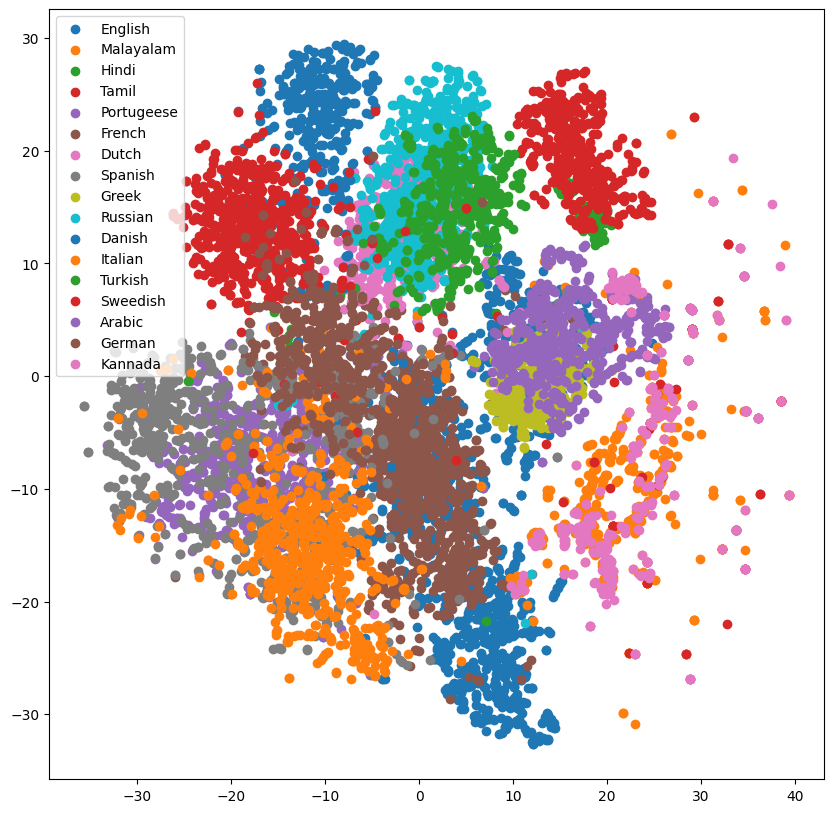 English
Malayalam
Hindi
Tamil
Portugeese
French
Dutch
Spanish
Greek
Russian
Danish
Italian
Turkish
Sweedish
Arabic
German
Kannada
30
20
10
0
−10
−20
−30
−30 −20 −10 0 10 20 30 40